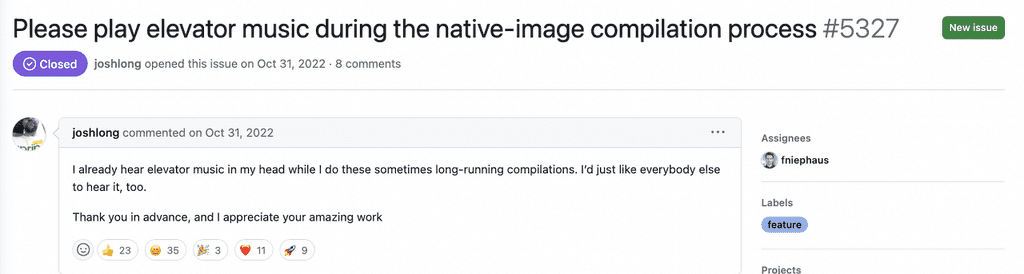 Please play elevator music during the native-image compilation process #5327
New issue
Closed joshlong opened this issue on Oct 31, 2022 · 8 comments
joshlong commented on Oct 31, 2022
I already hear elevator music in my head while I do these sometimes long-running compilations. I'd just like everybody else
to hear it, too.
Thank you in advance, and I appreciate your amazing work
23 35 3 11 9
Assignees
fniephaus
Labels
feature
Projects